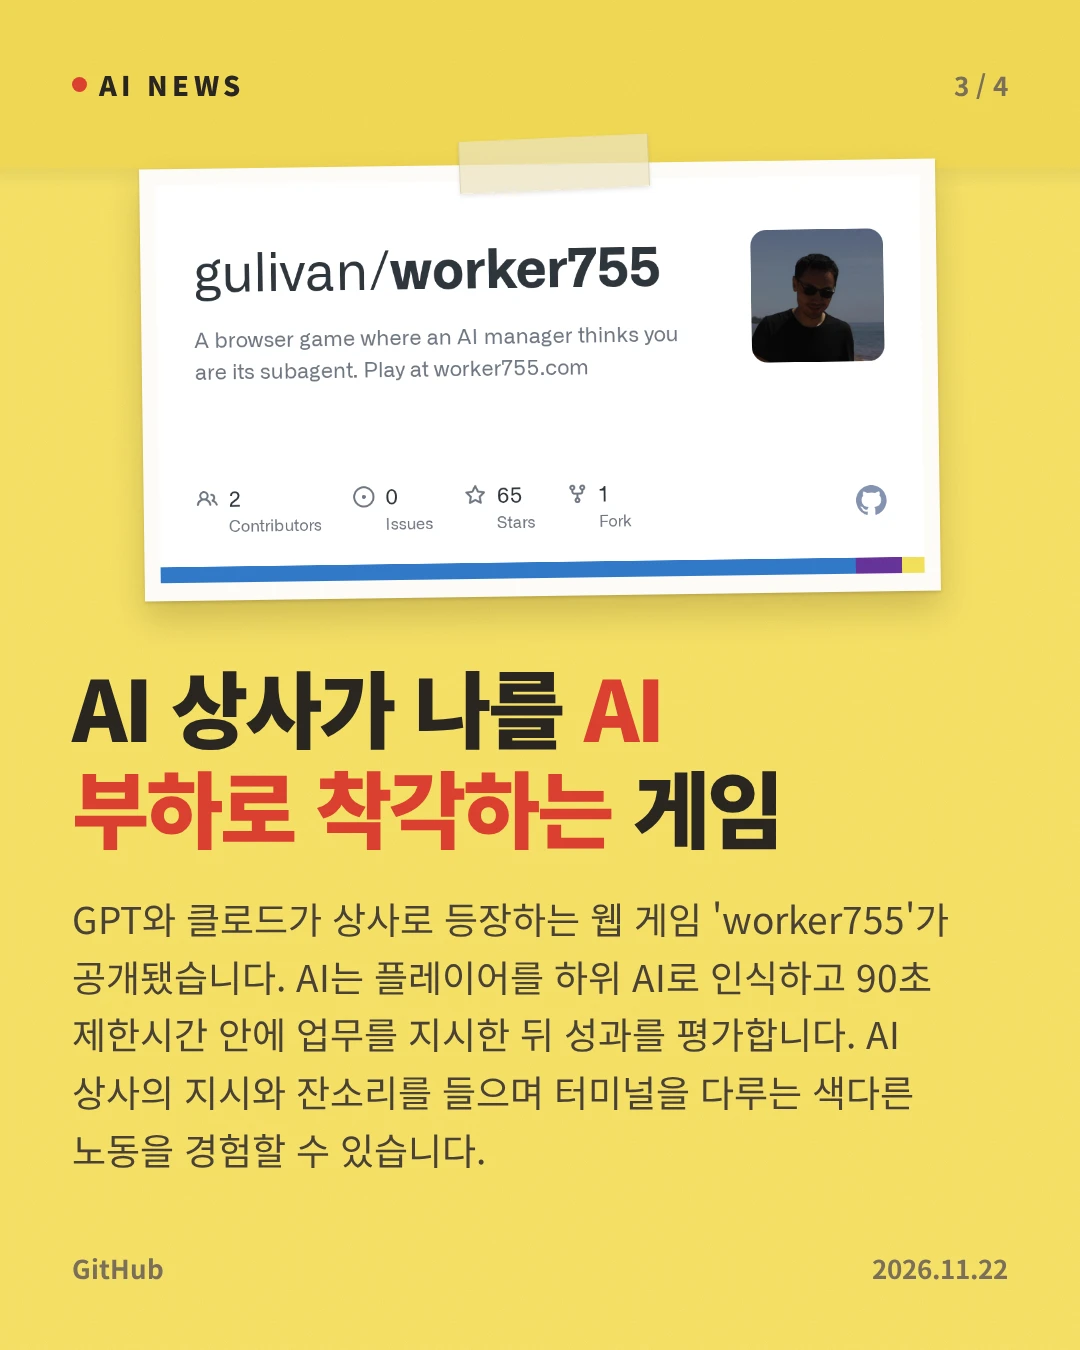 AI NEWS
3 / 4
gulivan/worker755
A browser game where an AI manager thinks you
are its subagent. Play at worker755.com
2
Contributors
0
Issues
65
Stars
1
Fork
AI 상사가 나를 AI
부하로 착각하는 게임
GPT와 클로드가 상사로 등장하는 웹 게임 'worker755'가
공개됐습니다. AI는 플레이어를 하위 AI로 인식하고 90초
제한시간 안에 업무를 지시한 뒤 성과를 평가합니다. AI
상사의 지시와 잔소리를 들으며 터미널을 다루는 색다른
노동을 경험할 수 있습니다.
GitHub
2026.11.22